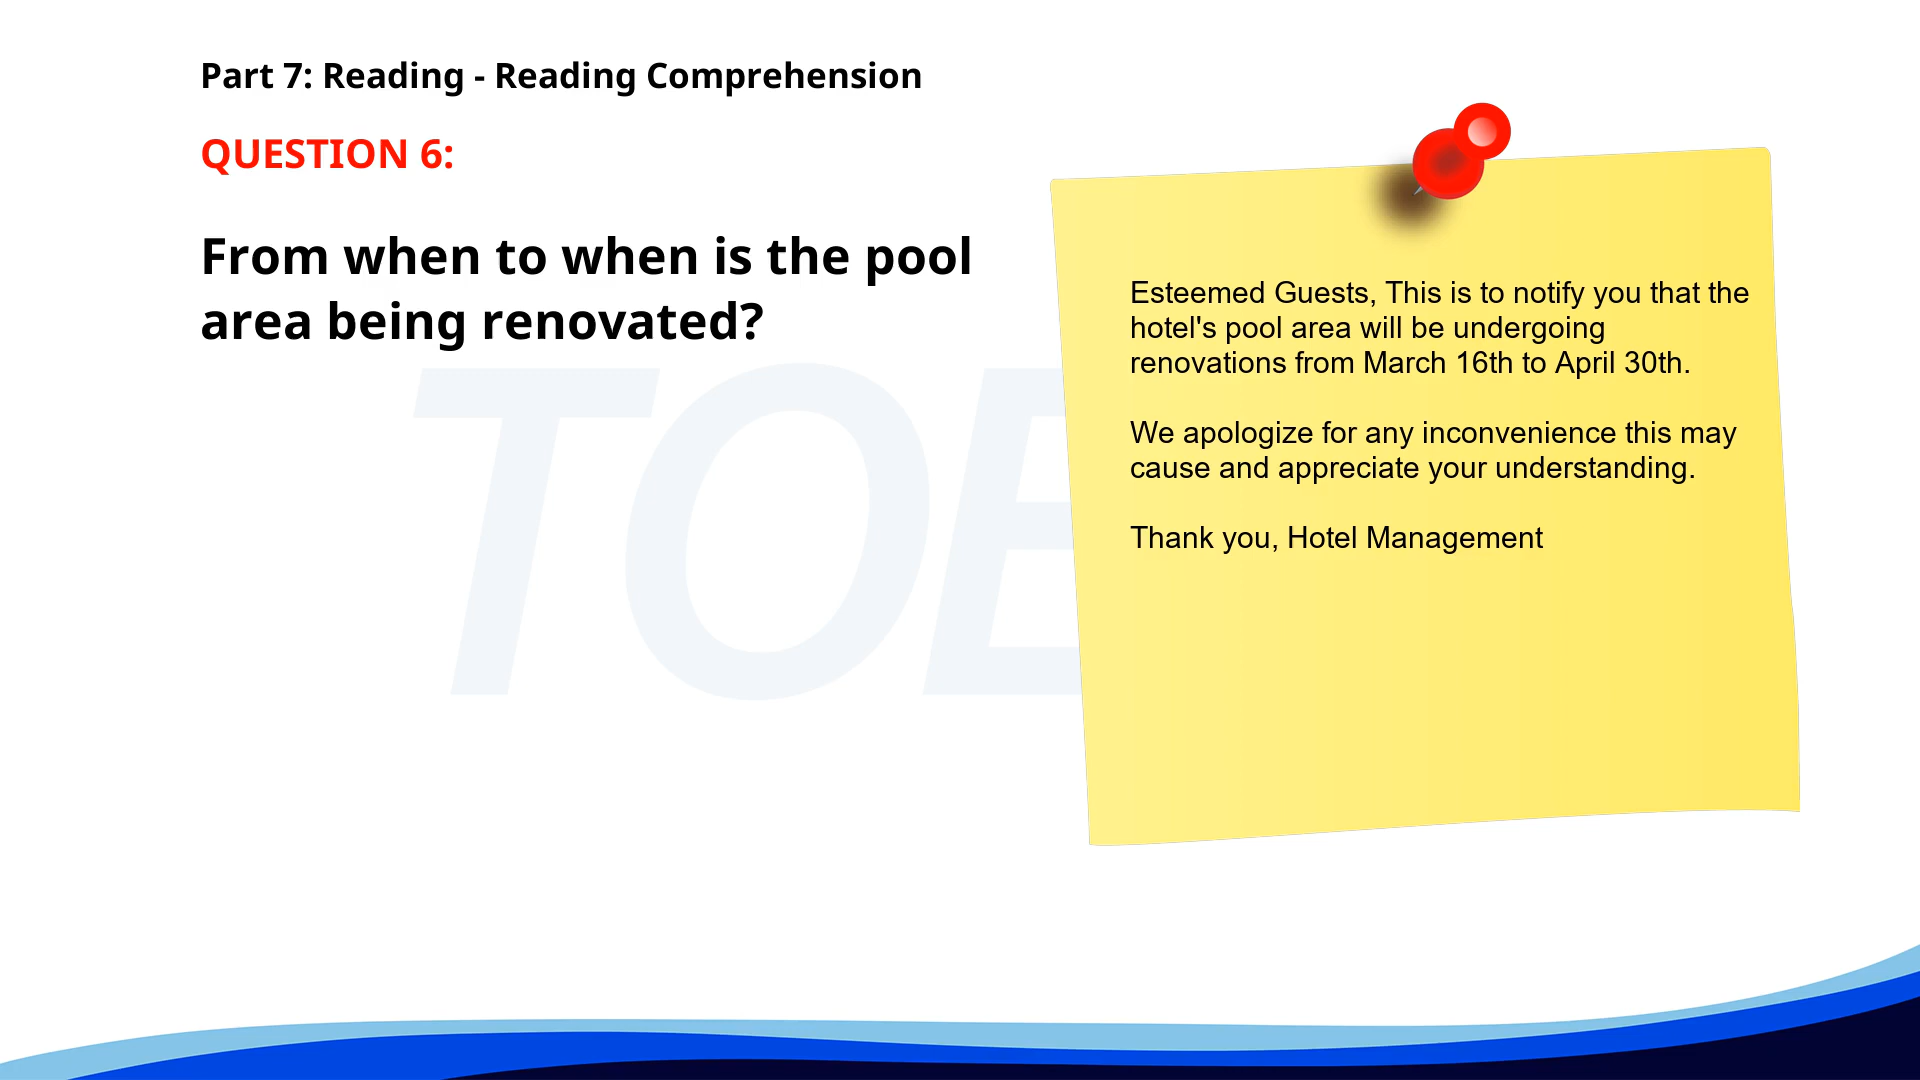 Part 7: Reading - Reading Comprehension
QUESTION 6:
From when to when is the pool
area being renovated?
Esteemed Guests, This is to notify you that the
hotel's pool area will be undergoing
renovations from March 16th to April 30th.
We apologize for any inconvenience this may
cause and appreciate your understanding.
Thank you, Hotel Management
TOE